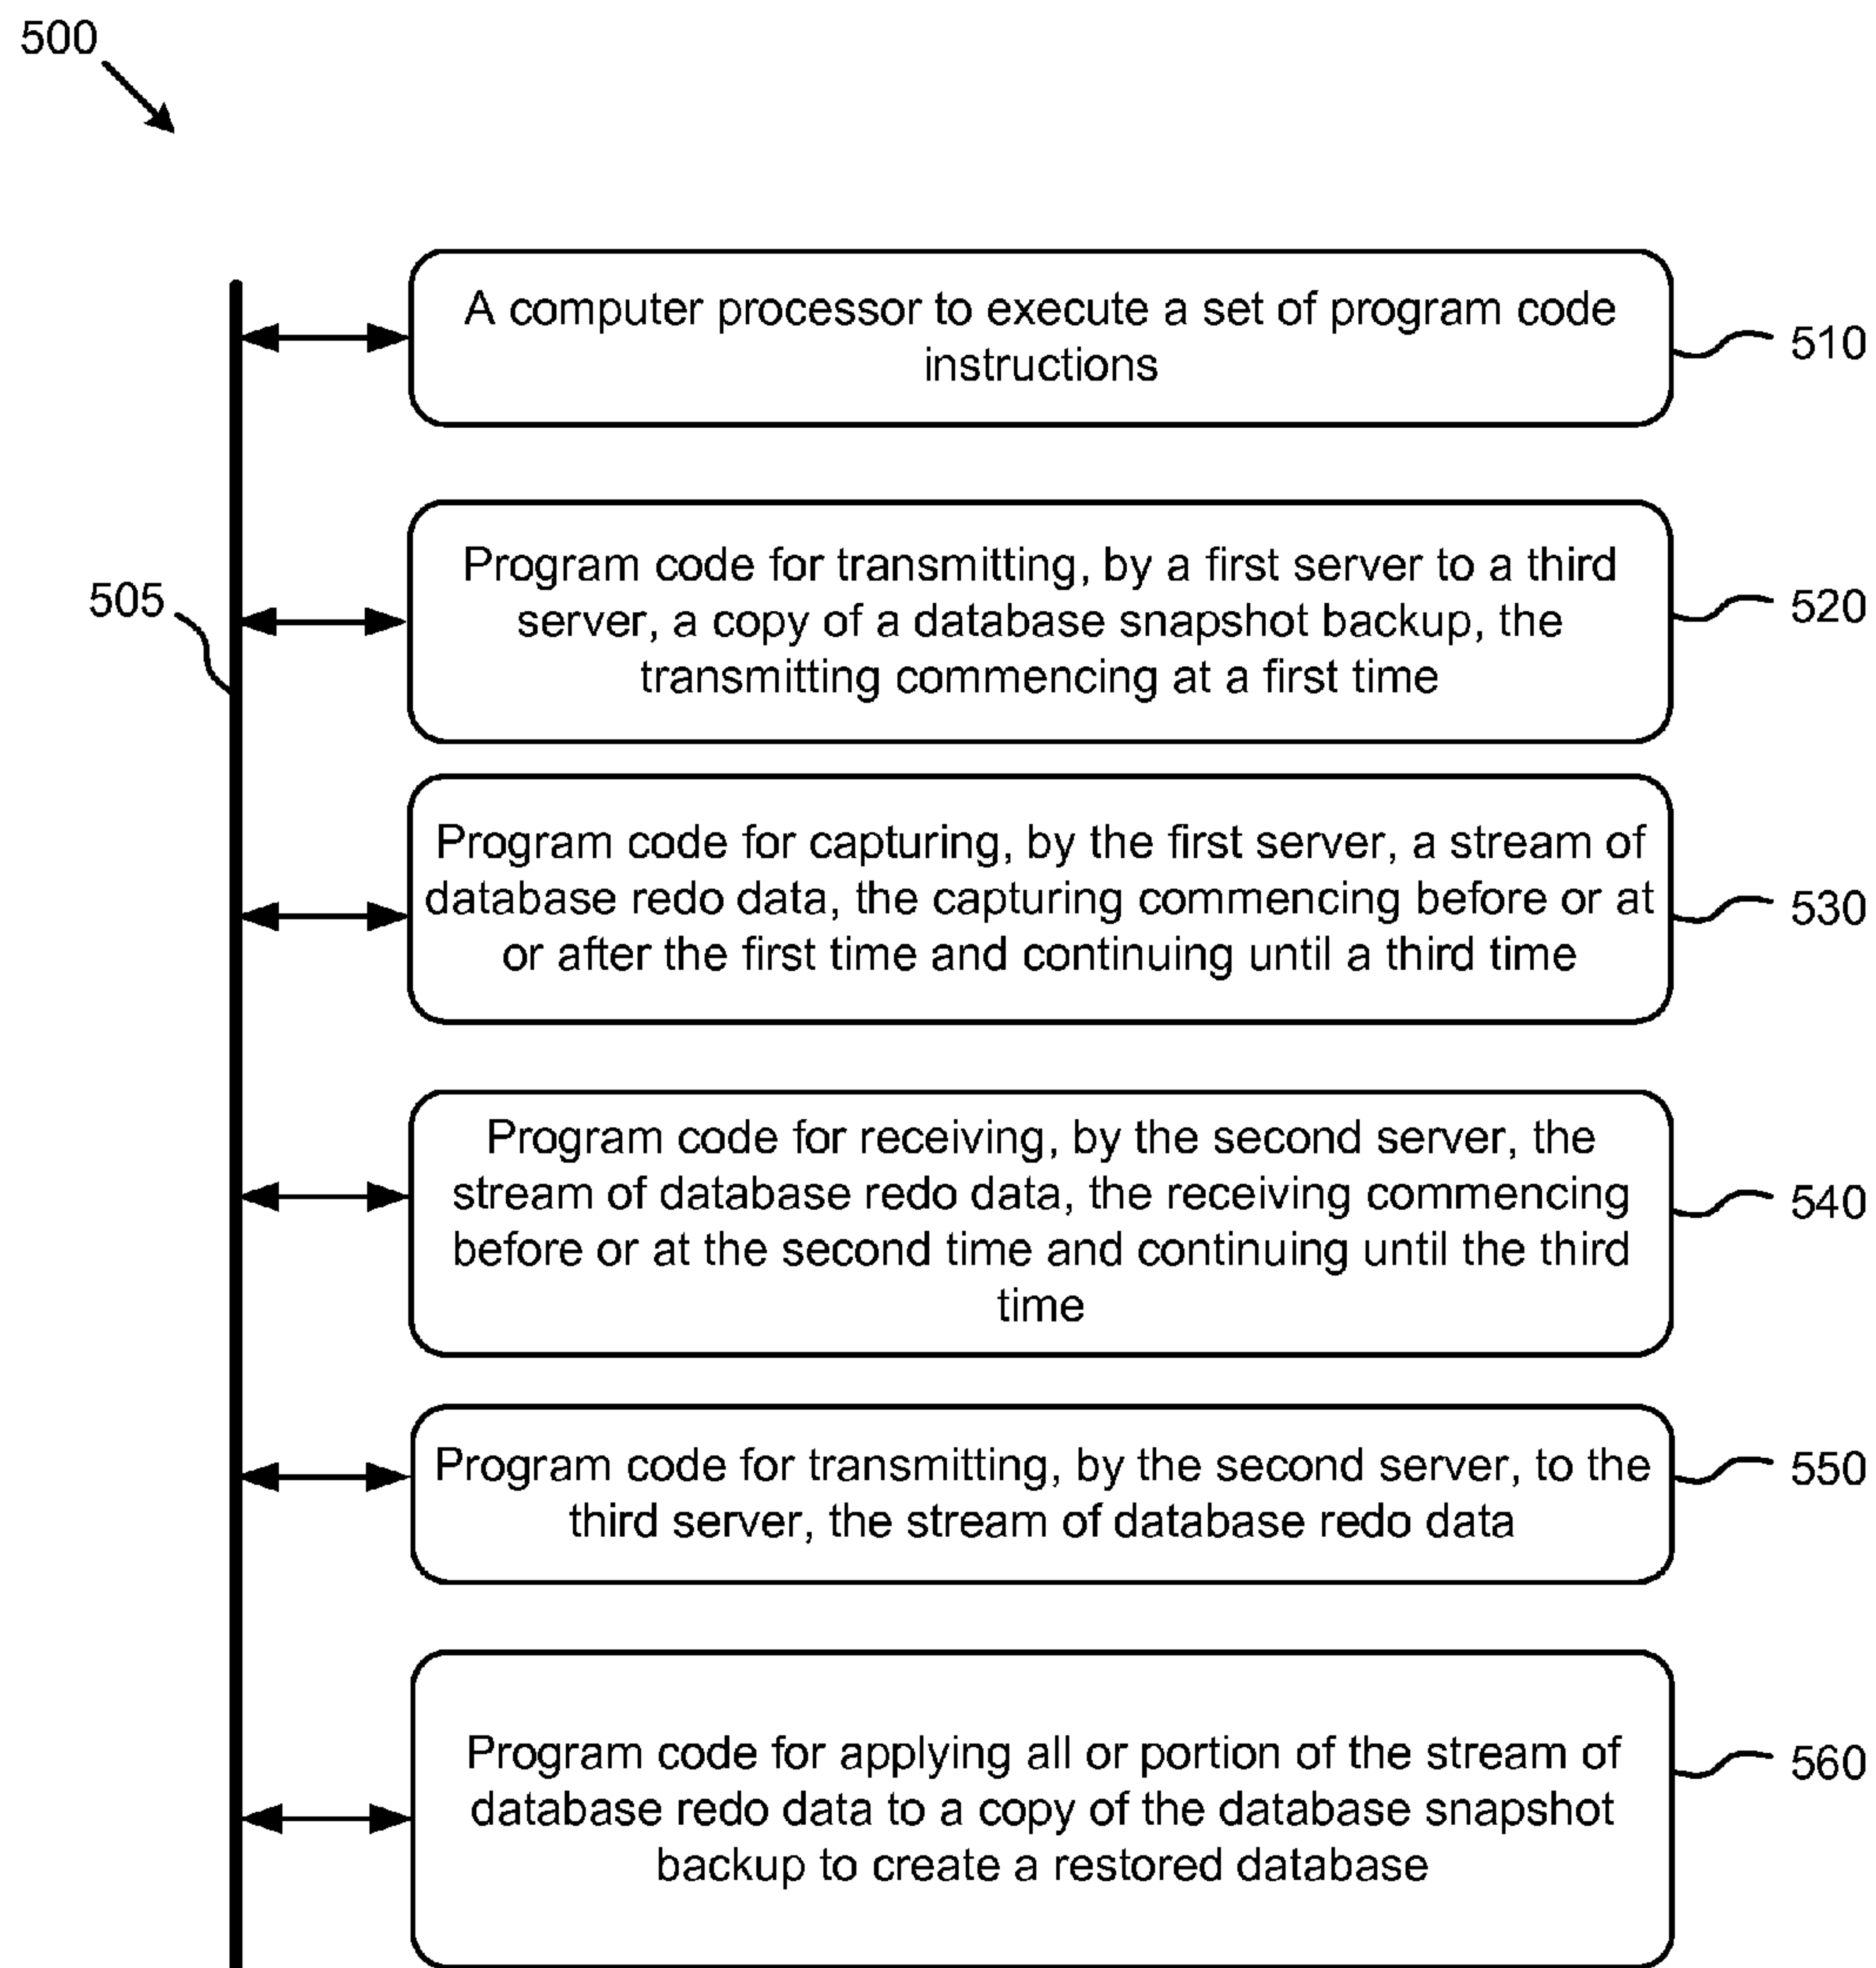 500
A computer processor to execute a set of program code
instructions
510
Program code for transmitting, by a first server to a third
server, a copy of a database snapshot backup, the
transmitting commencing at a first time
505
520
Program code for capturing, by the first server, a stream of
database redo data, the capturing commencing before or at
or after the first time and continuing until a third time
530
Program code for receiving, by the second server, the
stream of database redo data, the receiving commencing
before or at the second time and continuing until the third
time
540
Program code for transmitting, by the second server, to the
third server, the stream of database redo data
550
Program code for applying all or portion of the stream of
database redo data to a copy of the database snapshot
backup to create a restored database
560